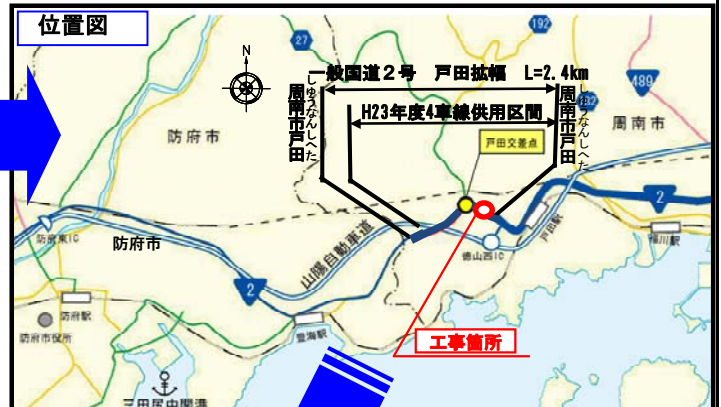 位置図
N
27
192
489
一般国道2号 戸田拡幅 L=2.4km
H23年度4車線供用区間
周南市戸田
しゅうなんしへた
周南市戸田
しゅうなんしへた
戸田交差点
周南市
防府市
防府市
山陽自動車道
防府東IC
徳山西IC
戸田駅
福川駅
2
2
防府駅
防府市役所
富海駅
工事箇所
三田尻中関港